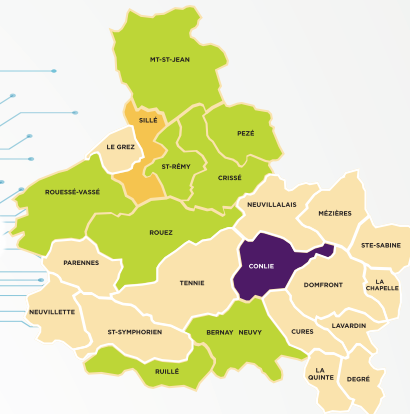 MT-ST-JEAN
SILLÉ
PEZÉ
LE GREZ
ST-RÉMY
CRISSÉ
ROUESSÉ-VASSÉ
NEUVILLALAIS
MÉZIÈRES
ROUEZ
STE-SABINE
PARENNES
CONLIE
TENNIE
DOMFRONT
LA
CHAPELLE
NEUVILLETTE
ST-SYMPHORIEN
BERNAY NEUVY
CURES
LAVARDIN
RUILLÉ
LA
QUINTE
DEGRÉ